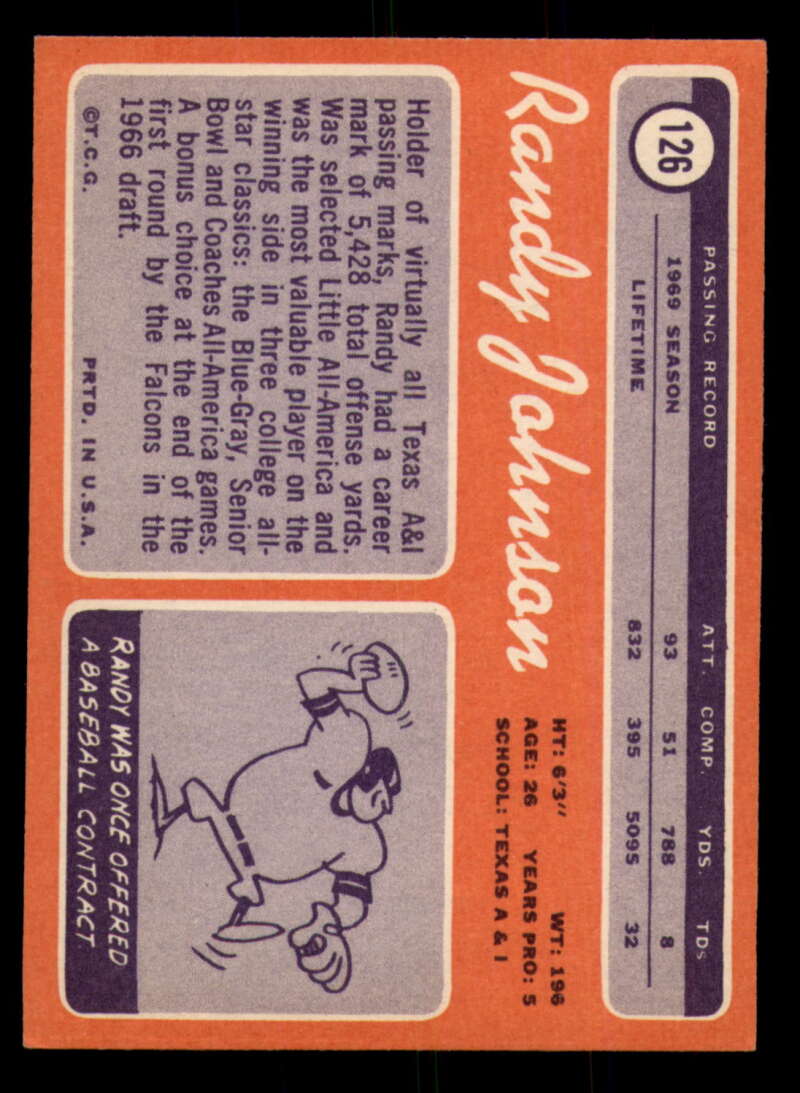 126
PASSING RECORD ATT. COMP. YDS. TDs
1969 SEASON 93 51 788 8
LIFETIME 832 395 5095 32
Randy Johnson
HT: 6'3" WT: 196
AGE: 26 YEARS PRO: 5
SCHOOL: TEXAS A & I
Holder of virtually all Texas A&I
passing marks, Randy had a career
mark of 5,428 total offense yards.
Was selected Little All-America and
was the most valuable player on the
winning side in three college all-
star classics: the Blue-Gray, Senior
Bowl and Coaches All-America games.
A bonus choice at the end of the
first round by the Falcons in the
1966 draft.
©T.C.G. PRTD. IN U.S.A.
RANDY WAS ONCE OFFERED
A BASEBALL CONTRACT